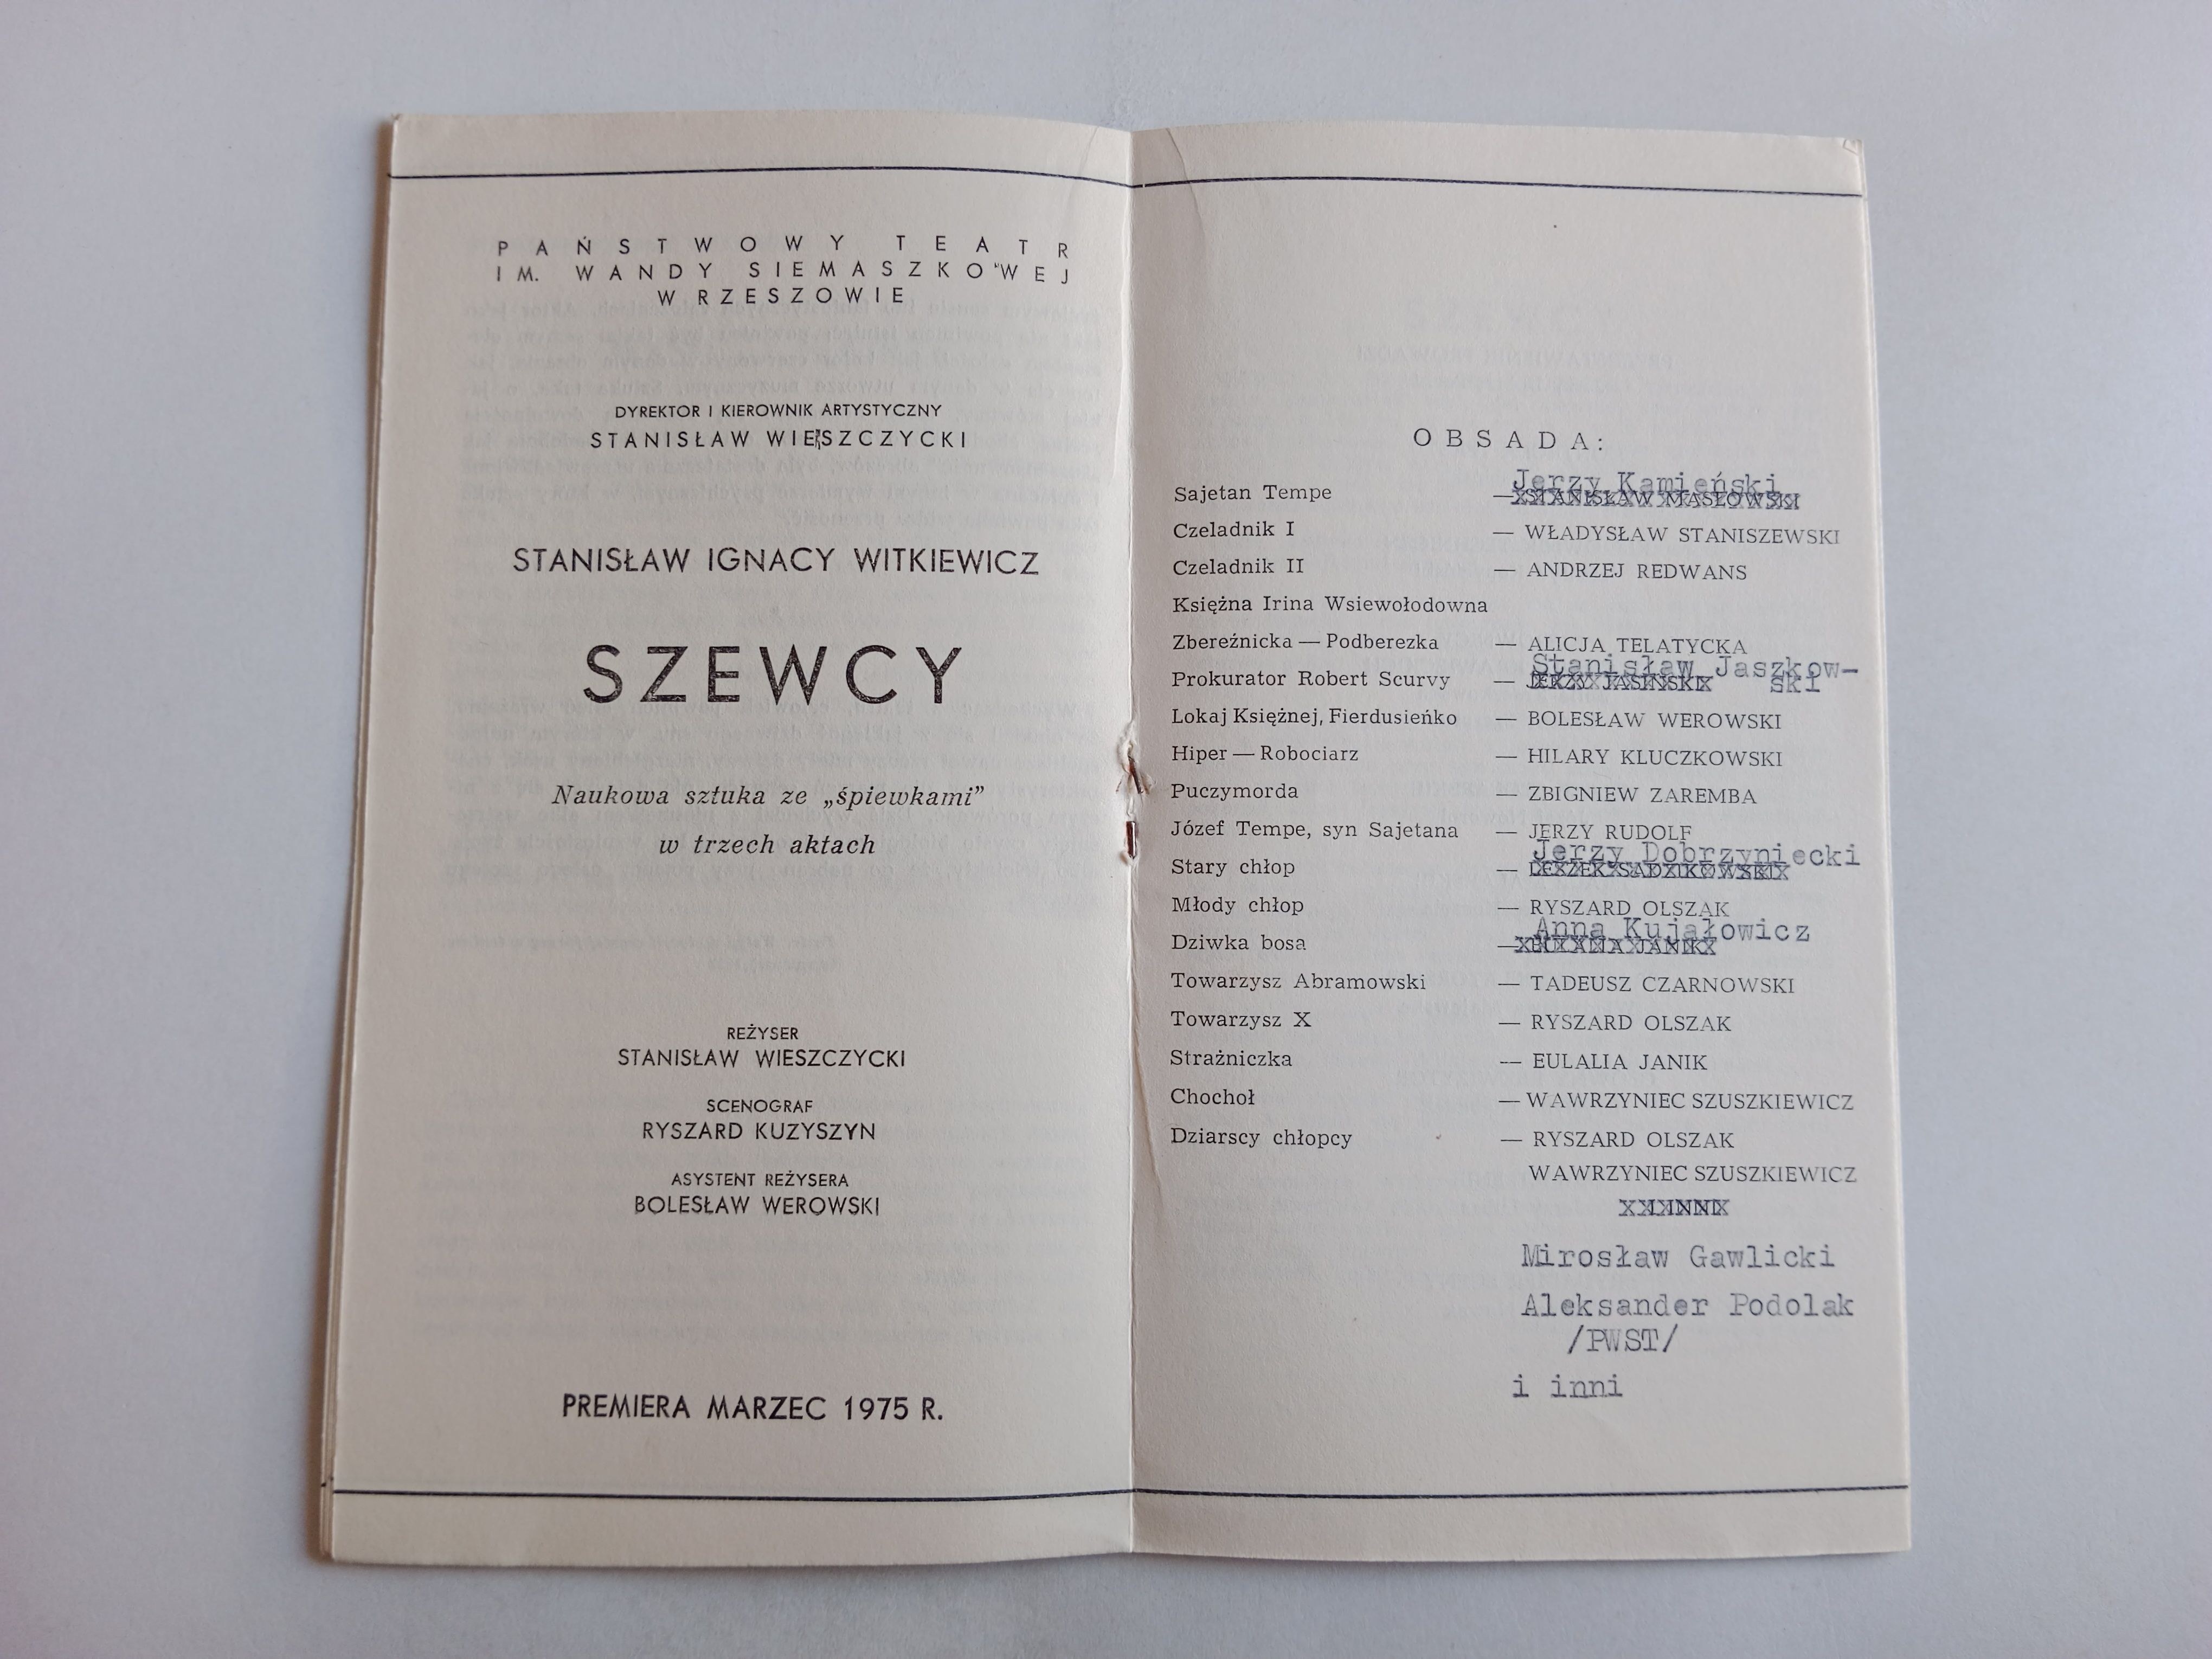 PAŃSTWOWY TEATR
IM. WANDY SIEMASZKOWEJ
W RZESZOWIE
DYREKTOR I KIEROWNIK ARTYSTYCZNY
STANISŁAW WIESZCZYCKI
STANISŁAW IGNACY WITKIEWICZ
SZEWCY
Naukowa sztuka ze „śpiewkami”
w trzech aktach
REŻYSER
STANISŁAW WIESZCZYCKI
SCENOGRAF
RYSZARD KUZYSZYN
ASYSTENT REŻYSERA
BOLESŁAW WEROWSKI
PREMIERA MARZEC 1975 R.
OBSADA:
Jerzy Kamieński
Sajetan Tempe — STANISŁAW MASŁOWSKI
Czeladnik I — WŁADYSŁAW STANISZEWSKI
Czeladnik II — ANDRZEJ REDWANS
Księżna Irina Wsiewołodowna
Zbereźnicka — Podberezka — ALICJA TELATYCKA
Stanisław Jaszkow-
ski
Prokurator Robert Scurvy — JERZY JASIŃSKI
Lokaj Księżnej, Fierdusieńko — BOLESŁAW WEROWSKI
Hiper — Robociarz — HILARY KLUCZKOWSKI
Puczymorda — ZBIGNIEW ZAREMBA
Józef Tempe, syn Sajetana — JERZY RUDOLF
Jerzy Dobrzyniecki
Stary chłop — LESZEK SADZIKOWSKI
Młody chłop — RYSZARD OLSZAK
Anna Kujałowicz
Dziwka bosa — EULALIA JANIK
Towarzysz Abramowski — TADEUSZ CZARNOWSKI
Towarzysz X — RYSZARD OLSZAK
Strażniczka — EULALIA JANIK
Chochoł — WAWRZYNIEC SZUSZKIEWICZ
Dziarscy chłopcy — RYSZARD OLSZAK
WAWRZYNIEC SZUSZKIEWICZ
I INNI
Mirosław Gawlicki
Aleksander Podolak
/PWST/
i inni